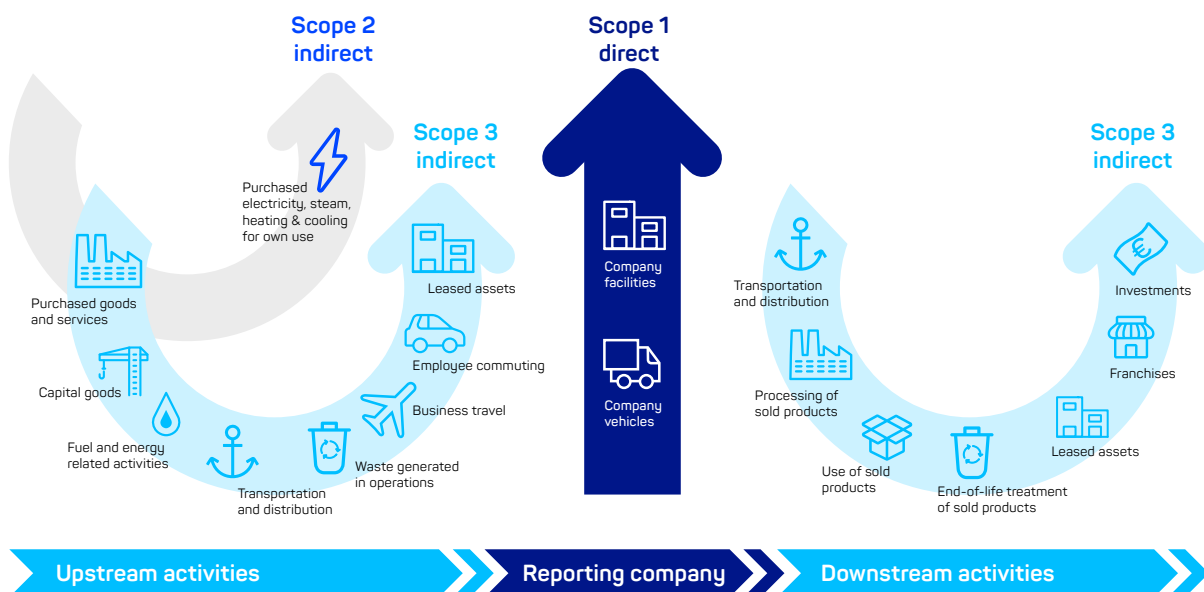 Scope 2
indirect
Purchased
electricity, steam,
heating & cooling
for own use
Scope 3
indirect
Purchased goods
and services
Capital goods
Fuel and energy
related activities
Transportation
and distribution
Waste generated
in operations
Business travel
Employee commuting
Leased assets
Scope 1
direct
Company
facilities
Company
vehicles
Scope 3
indirect
Transportation
and distribution
Processing of
sold products
Use of sold
products
End-of-life treatment
of sold products
Leased assets
Franchises
€
Investments
Upstream activities
Reporting company
Downstream activities